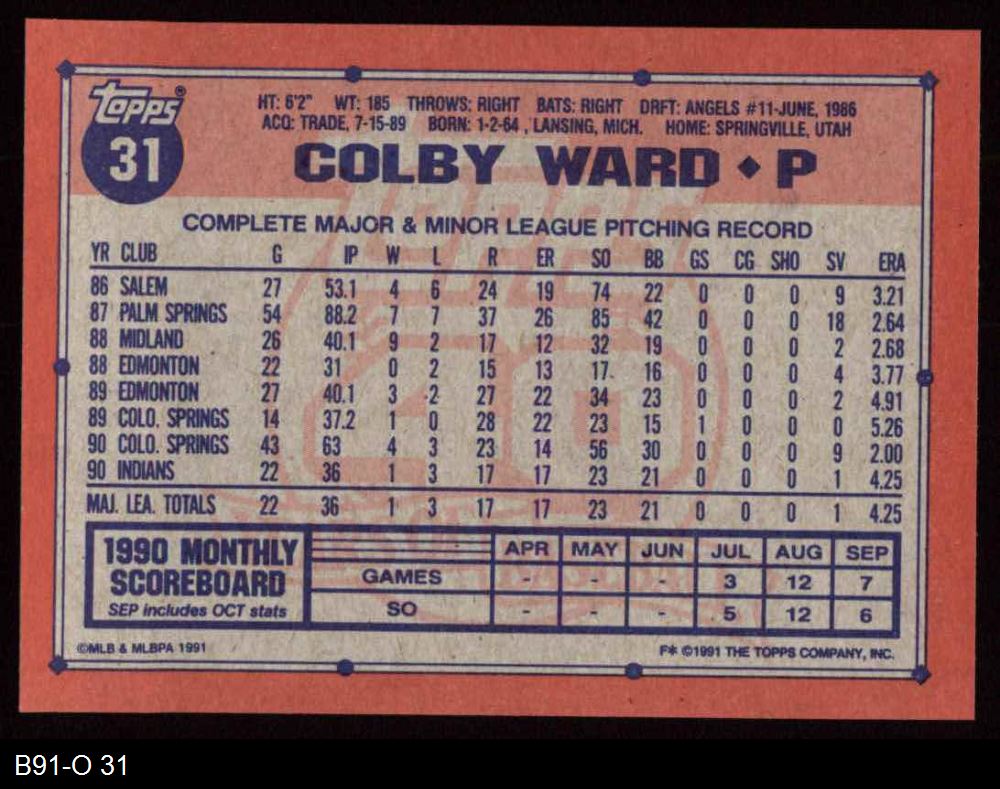 Topps®
31
HT: 6'2" WT: 185 THROWS: RIGHT BATS: RIGHT DRFT: ANGELS #11-JUNE, 1986
ACQ: TRADE, 7-15-89 BORN: 1-2-64 , LANSING, MICH. HOME: SPRINGVILLE, UTAH
COLBY WARD ♦ P
COMPLETE MAJOR & MINOR LEAGUE PITCHING RECORD
YR CLUB G IP W L R ER SO BB GS CG SHO SV ERA
86 SALEM 27 53.1 4 6 24 19 74 22 0 0 0 9 3.21
87 PALM SPRINGS 54 88.2 7 7 37 26 85 42 0 0 0 18 2.64
88 MIDLAND 26 40.1 9 2 17 12 32 19 0 0 0 2 2.68
88 EDMONTON 22 31 0 2 15 13 17 16 0 0 0 4 3.77
89 EDMONTON 27 40.1 3 2 27 22 34 23 0 0 0 2 4.91
89 COLO. SPRINGS 14 37.2 1 0 28 22 23 15 1 0 0 0 5.26
90 COLO. SPRINGS 43 63 4 3 23 14 56 30 0 0 0 9 2.00
90 INDIANS 22 36 1 3 17 17 23 21 0 0 0 1 4.25
MAJ. LEA. TOTALS 22 36 1 3 17 17 23 21 0 0 0 1 4.25
1990 MONTHLY SCOREBOARD
SEP includes OCT stats
APR MAY JUN JUL AUG SEP
GAMES - - - 3 12 7
SO - - - 5 12 6
©MLB & MLBPA 1991
F* ©1991 THE TOPPS COMPANY, INC.
B91-O 31